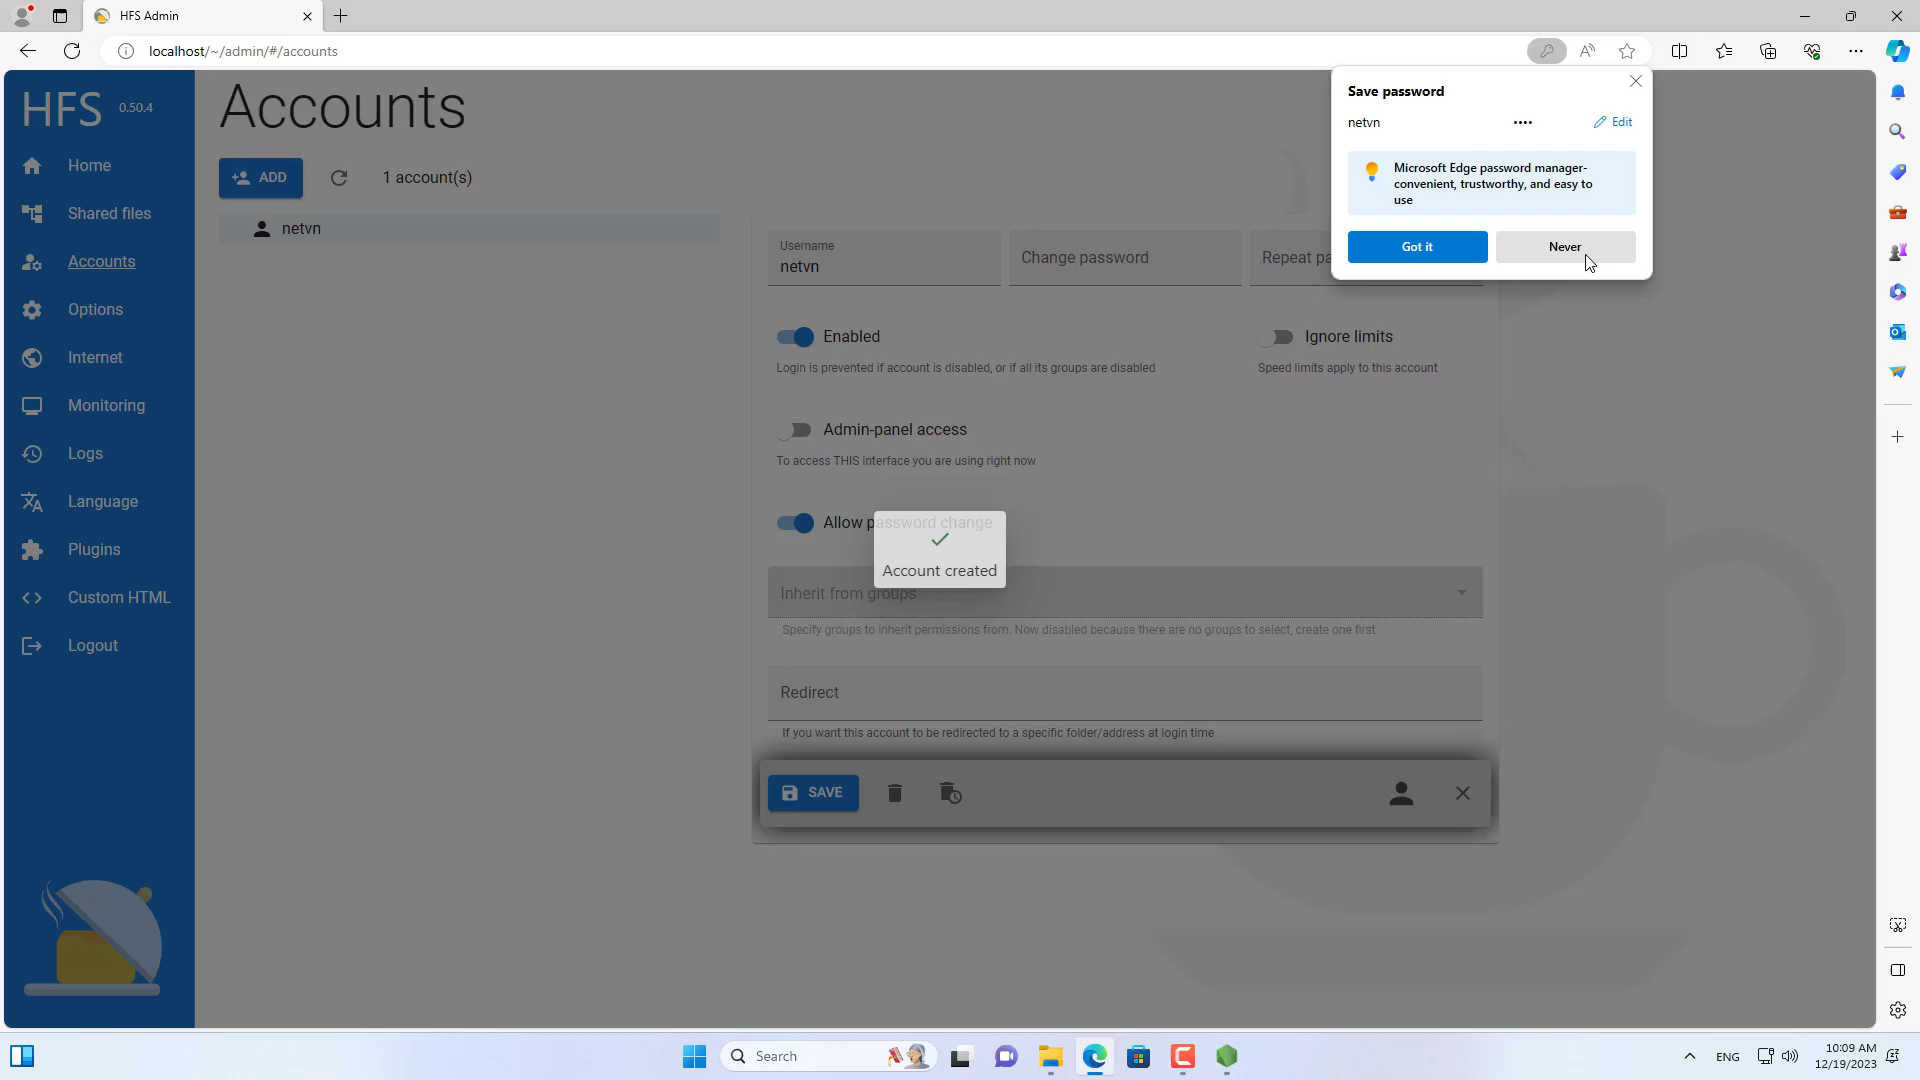 HFS Admin
localhost/~/admin/#/accounts
HFS 0.50.4
Home
Shared files
Accounts
Options
Internet
Monitoring
Logs
Language
Plugins
Custom HTML
Logout
Accounts
ADD
1 account(s)
netvn
Username
netvn
Change password
Repeat
Enabled
Login is prevented if account is disabled, or if all its groups are disabled
Ignore limits
Speed limits apply to this account
Admin-panel access
To access THIS interface you are using right now
Allow password change
Account created
Inherit from groups
Specify groups to inherit permissions from. Now disabled because there are no groups to select, create one first.
Redirect
If you want this account to be redirected to a specific folder/address at login time
SAVE
Save password
netvn
••••
Edit
Microsoft Edge password manager-
convenient, trustworthy, and easy to
use
Got it
Never
Search
ENG
10:09 AM
12/19/2023